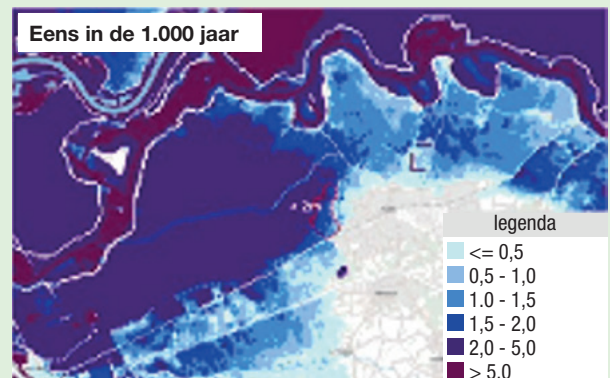 Eens in de 1.000 jaar
legenda
<= 0,5
0,5 - 1,0
1.0 - 1,5
1,5 - 2,0
2,0 - 5,0
> 5,0